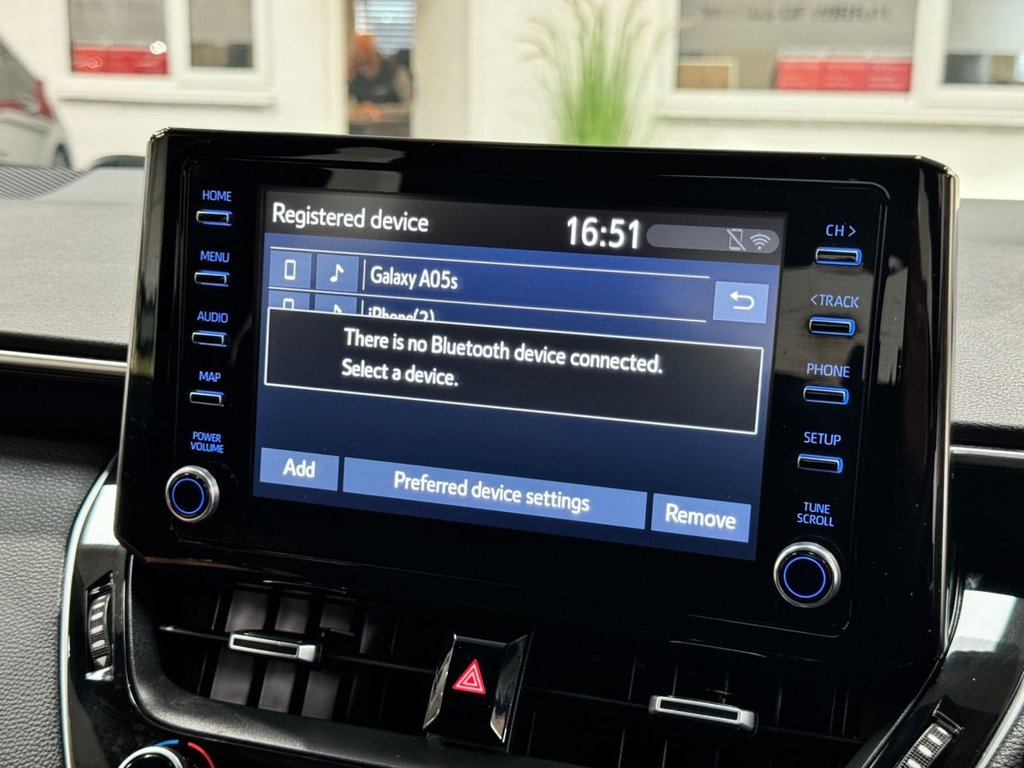 HOME
MENU
AUDIO
MAP
POWER
VOLUME
Registered device
16:51
Galaxy A05s
iPhone(2)
There is no Bluetooth device connected.
Select a device.
Add
Preferred device settings
Remove
CH >
< TRACK
PHONE
SETUP
TUNE
SCROLL